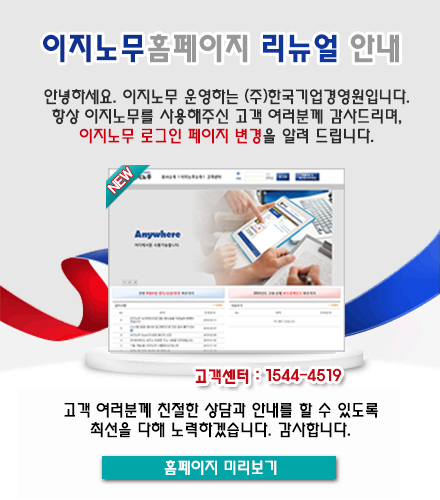 이지노무홈페이지 리뉴얼 안내
안녕하세요. 이지노무 운영하는 (주)한국기업경영원입니다.
항상 이지노무를 사용해주신 고객 여러분께 감사드리며,
이지노무 로그인 페이지 변경을 알려 드립니다.
NEW
Anywhere
고객센터 : 1544-4519
고객 여러분께 친절한 상담과 안내를 할 수 있도록
최선을 다해 노력하겠습니다. 감사합니다.
홈페이지 미리보기